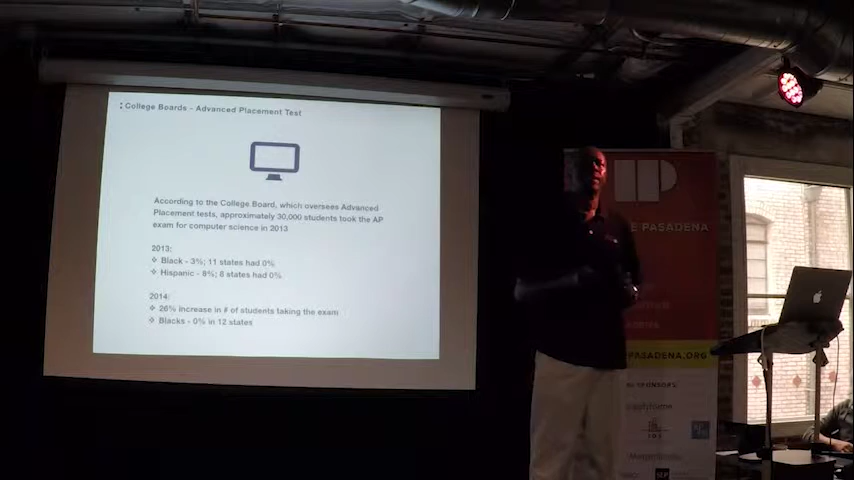 College Boards - Advanced Placement Test
According to the College Board, which oversees Advanced
Placement tests, approximately 30,000 students took the AP
exam for computer science in 2013
2013:
❖ Black - 3%; 11 states had 0%
❖ Hispanic - 8%; 8 states had 0%
2014:
❖ 26% increase in # of students taking the exam
❖ Blacks - 0% in 12 states
E PASADENA
PASADENA.ORG
SPONSORS